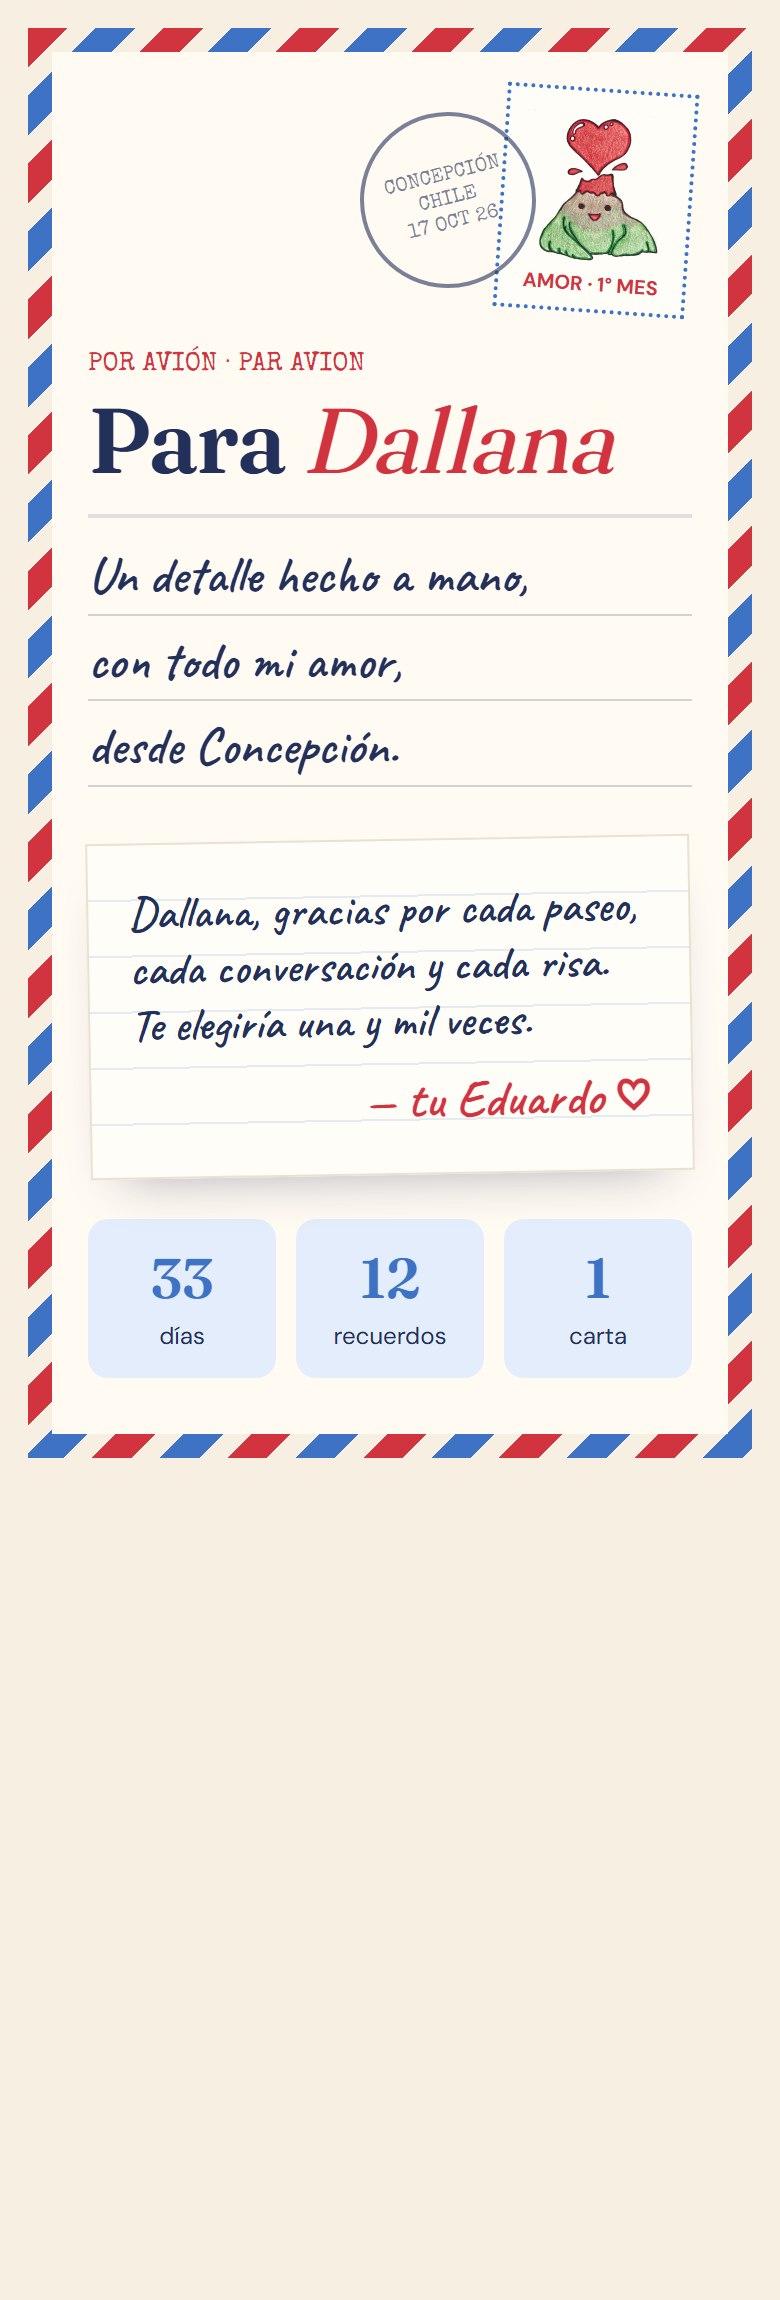 CONCEPCIÓN
CHILE
17 OCT 26
AMOR · 1° MES
POR AVIÓN · PAR AVION
Para Dallana
Un detalle hecho a mano,
con todo mi amor,
desde Concepción.
Dallana, gracias por cada paseo,
cada conversación y cada risa.
Te elegiría una y mil veces.
— tu Eduardo ♡
33
días
12
recuerdos
1
carta